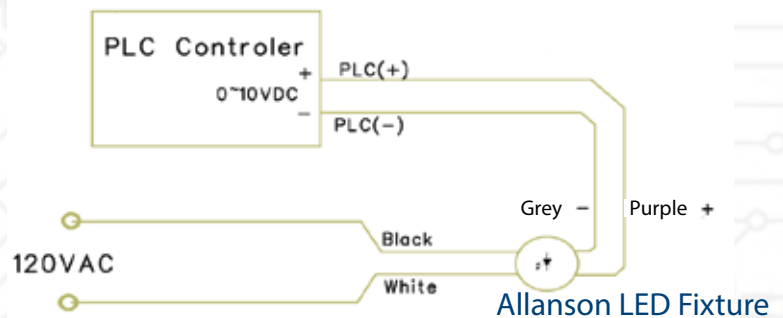 PLC Controler
+ PLC(+)
0~10VDC
−
PLC(-)
Grey − Purple +
Black
120VAC
White
Allanson LED Fixture